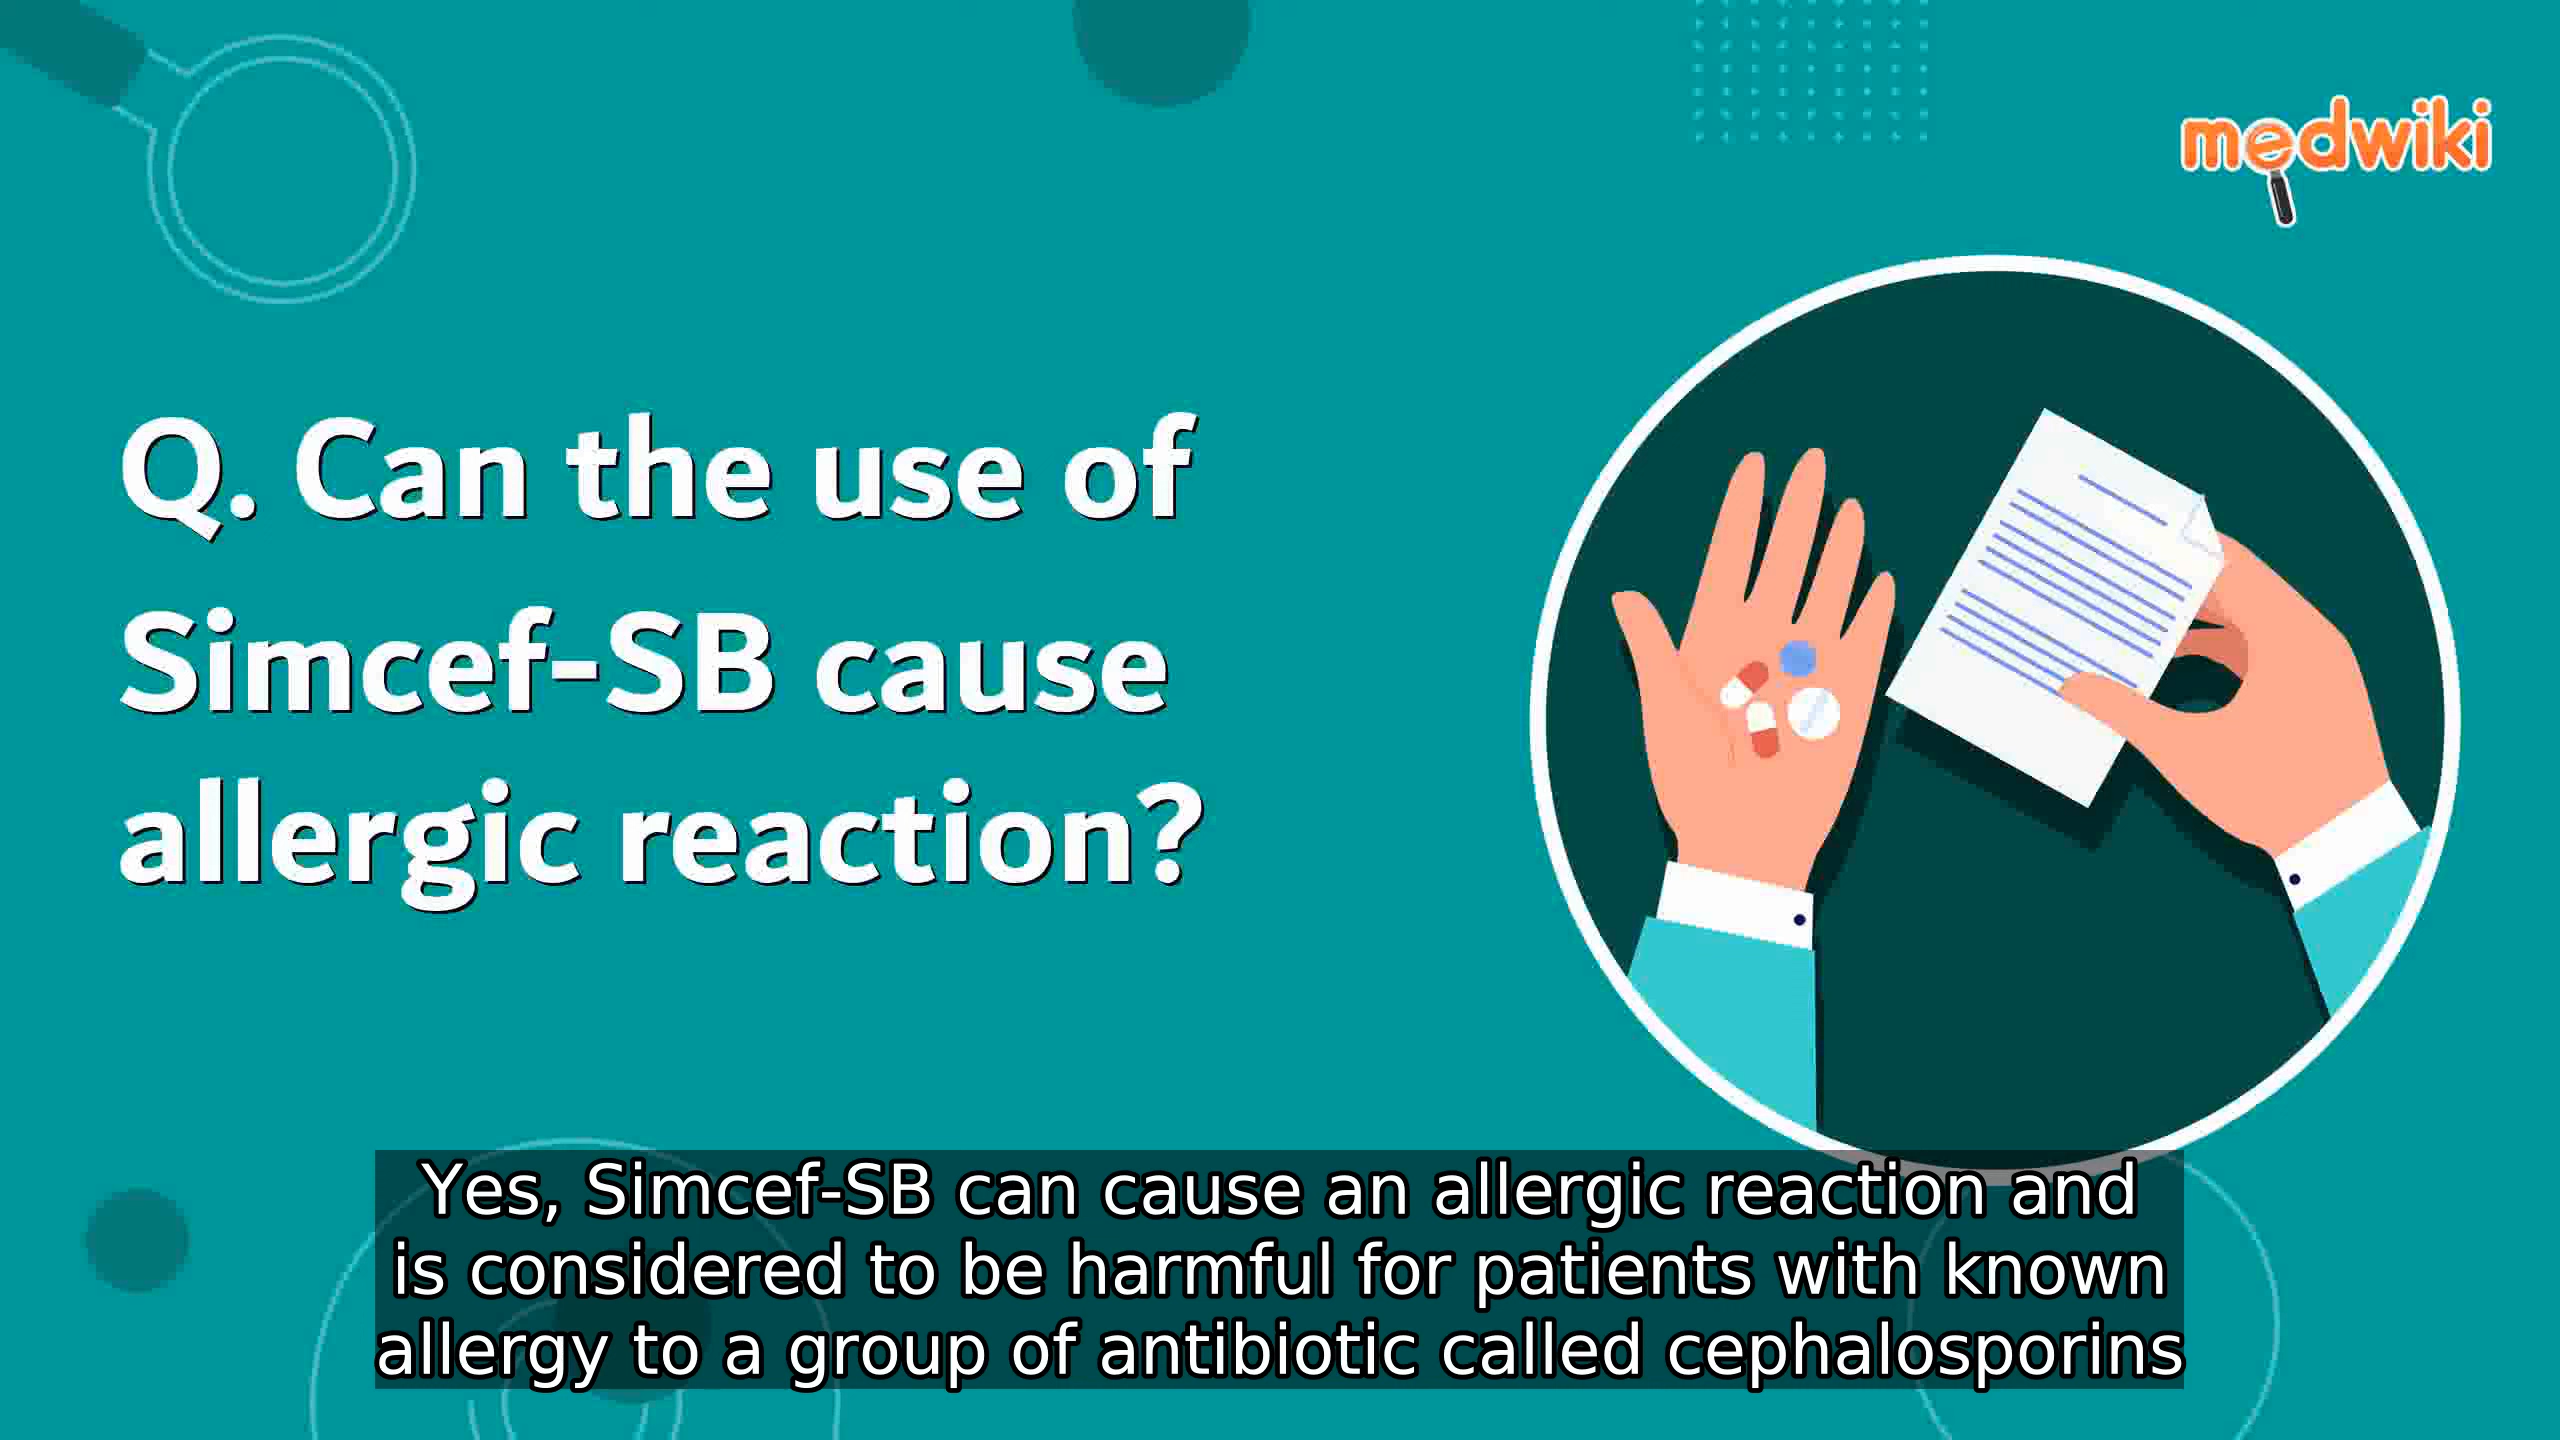 medwiki
Q. Can the use of
Simcef-SB cause
allergic reaction?
Yes, Simcef-SB can cause an allergic reaction and
is considered to be harmful for patients with known
allergy to a group of antibiotic called cephalosporins